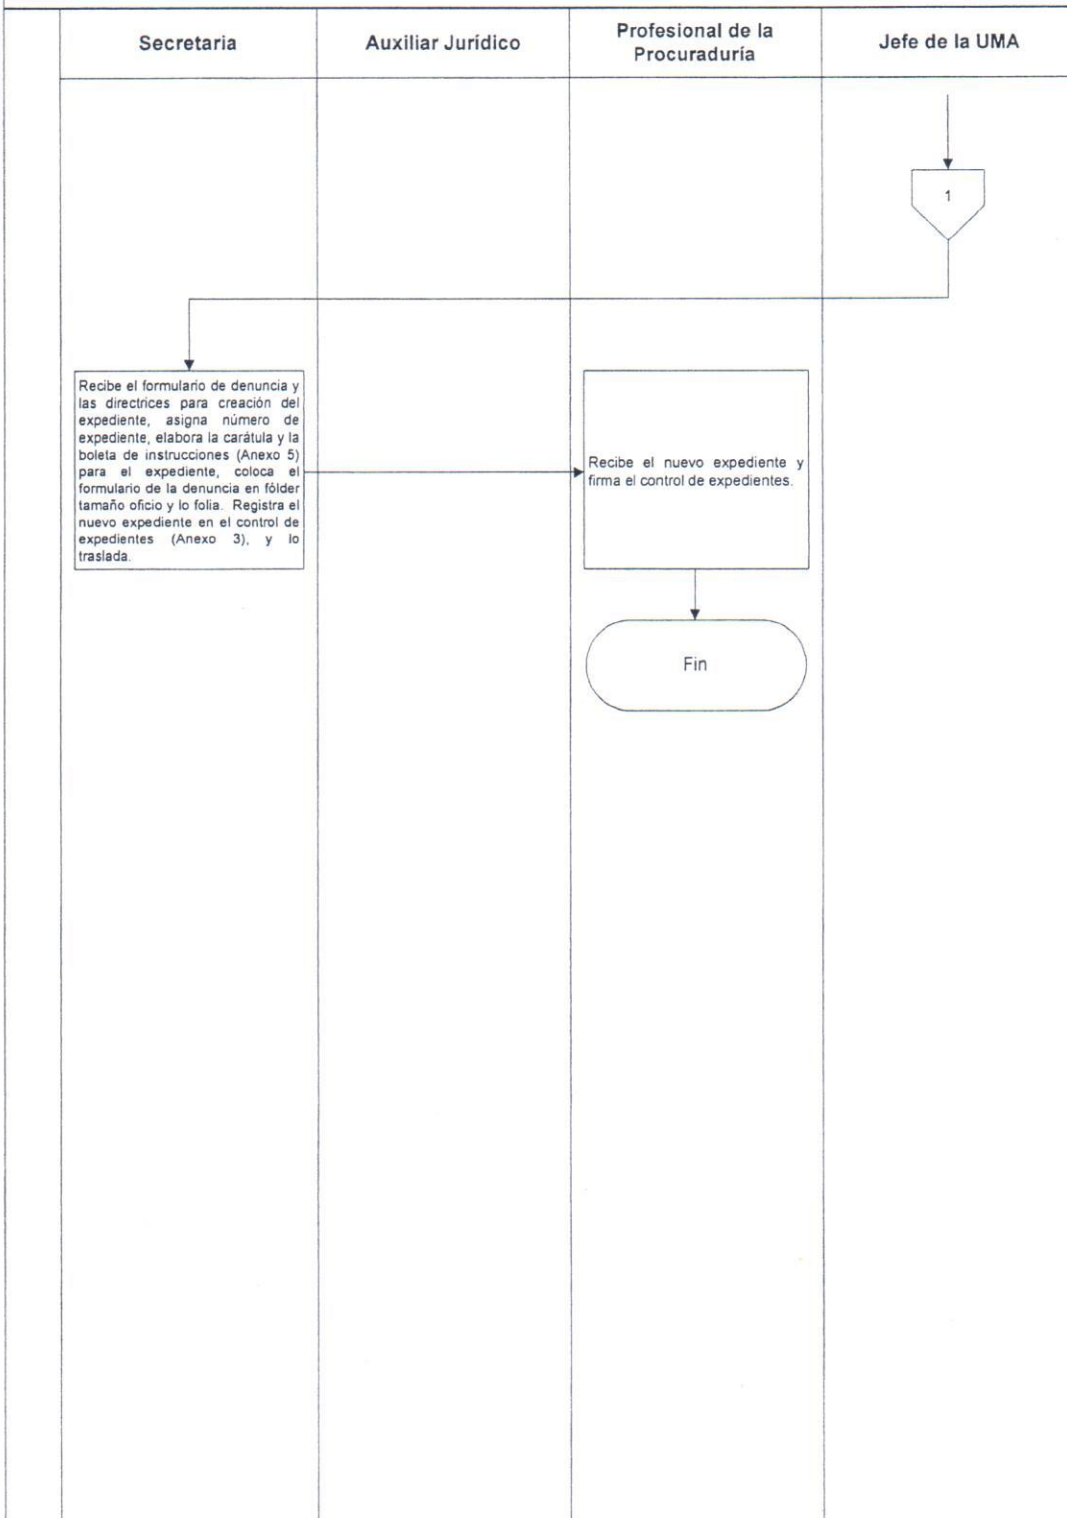 Secretaria
Auxiliar Jurídico
Profesional de la
Procuraduría
Jefe de la UMA
1
Recibe el formulario de denuncia y
las directrices para creación del
expediente, asigna número de
expediente, elabora la carátula y la
boleta de instrucciones (Anexo 5)
para el expediente, coloca el
formulario de la denuncia en fólder
tamaño oficio y lo folia. Registra el
nuevo expediente en el control de
expedientes (Anexo 3), y lo
traslada.
Recibe el nuevo expediente y
firma el control de expedientes.
Fin